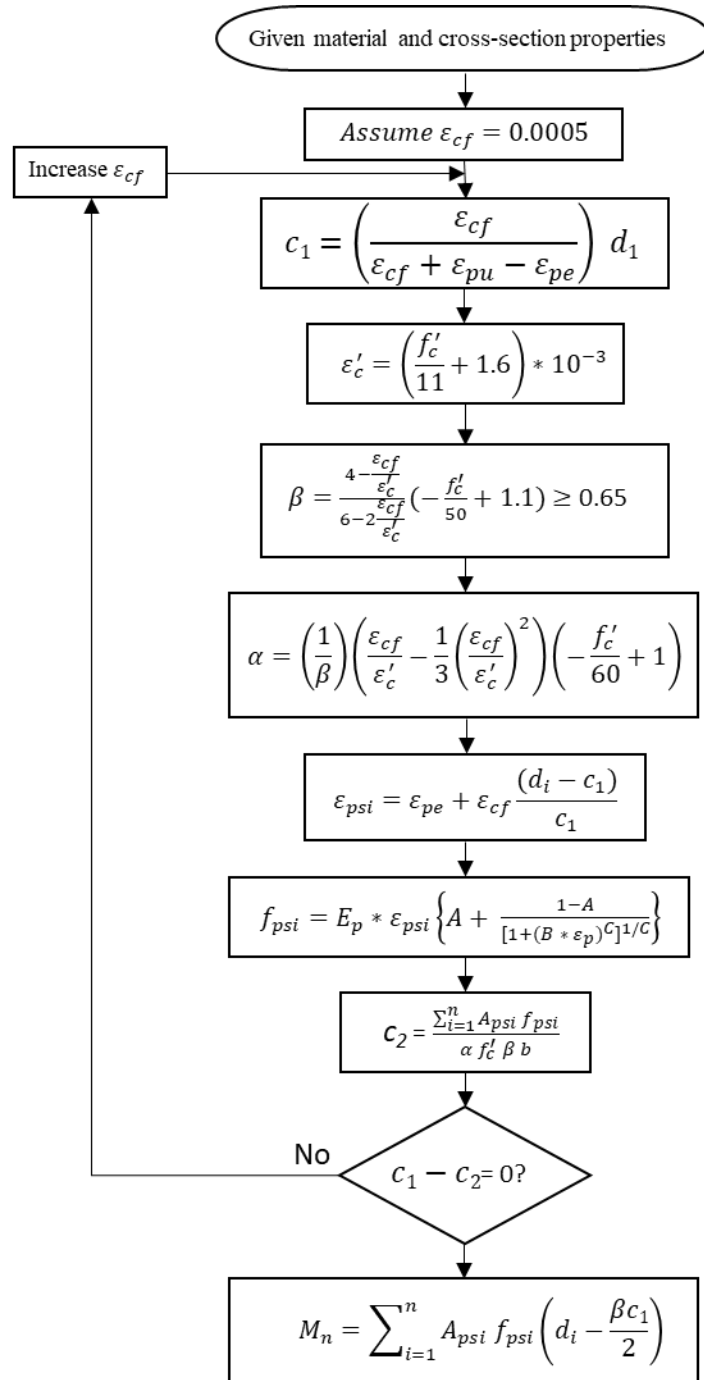 Given material and cross-section properties
Assume ε_cf = 0.0005
Increase ε_cf
c_1 = (ε_cf / (ε_cf + ε_pu − ε_pe)) d_1
ε′_c = (f′_c / 11 + 1.6) * 10^−3
β = ((4 − ε_cf/ε′_c) / (6 − 2 ε_cf/ε′_c)) (− f′_c / 50 + 1.1) ≥ 0.65
α = (1/β) (ε_cf/ε′_c − 1/3 (ε_cf/ε′_c)^2) (− f′_c / 60 + 1)
ε_psi = ε_pe + ε_cf (d_i − c_1) / c_1
f_psi = E_p * ε_psi {A + (1−A) / [1+(B * ε_p)^C]^1/C}
c_2 = (∑_{i=1}^{n} A_psi f_psi) / (α f′_c β b)
No
c_1 − c_2 = 0?
M_n = ∑_{i=1}^{n} A_psi f_psi (d_i − βc_1 / 2)